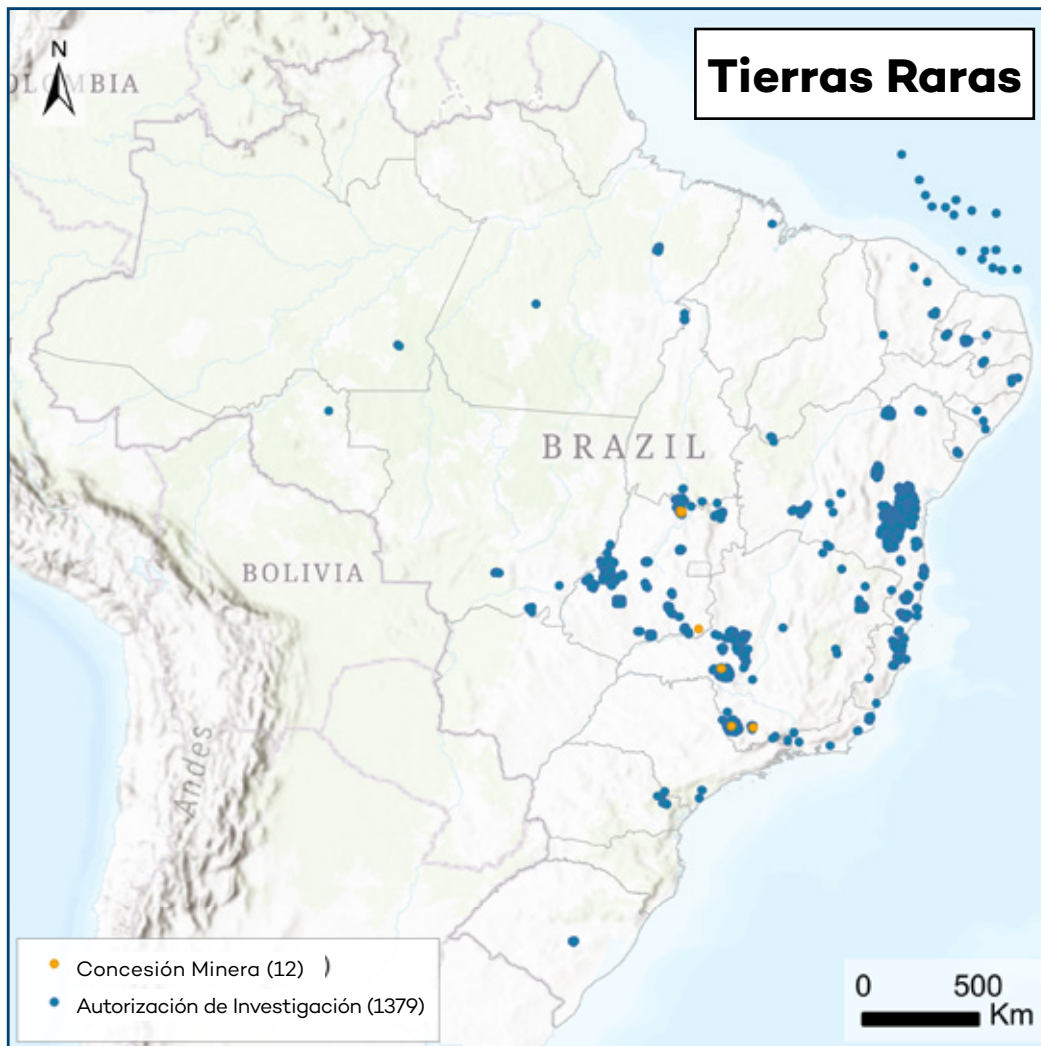 Tierras Raras
N
OLOMBIA
BRAZIL
BOLIVIA
Andes
Concesión Minera (12) )
Autorización de Investigación (1379)
0 500
Km